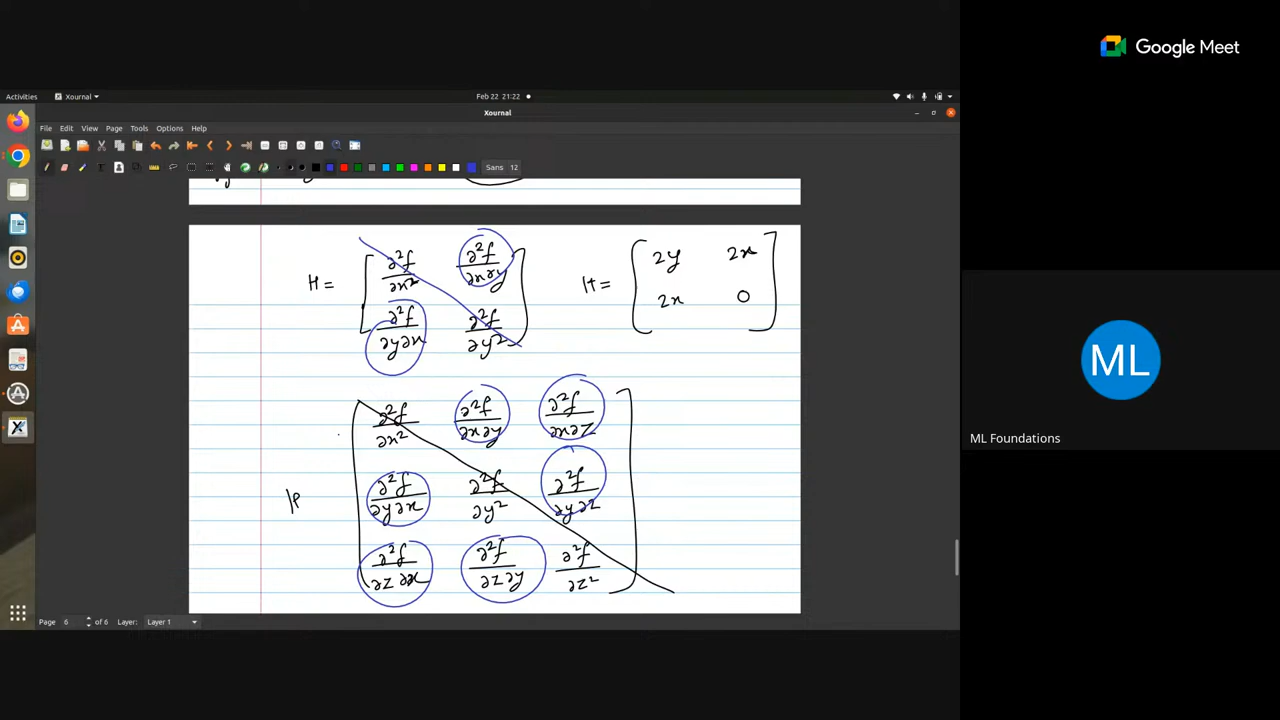 Google Meet
Activities Xournal Feb 22 21:22
Xournal
File Edit View Page Tools Options Help
Sans 12
H = [ ∂²f/∂x² ∂²f/∂x∂y ] H = [ 2y 2x ]
[ ∂²f/∂y∂x ∂²f/∂y² ] [ 2x 0 ]
[ ∂²f/∂x² ∂²f/∂x∂y ∂²f/∂x∂z ]
[ ∂²f/∂y∂x ∂²f/∂y² ∂²f/∂y∂z ]
[ ∂²f/∂z∂x ∂²f/∂z∂y ∂²f/∂z² ]
ML
ML Foundations
Page 6 of 6 Layer: Layer 1